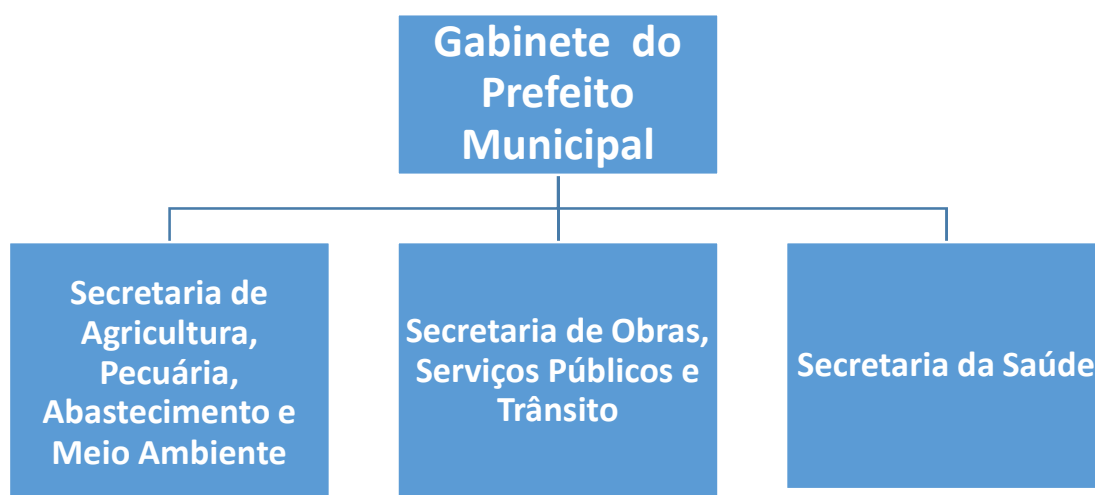 Gabinete do
Prefeito
Municipal
Secretaria de
Agricultura,
Pecuária,
Abastecimento e
Meio Ambiente
Secretaria de Obras,
Serviços Públicos e
Trânsito
Secretaria da Saúde